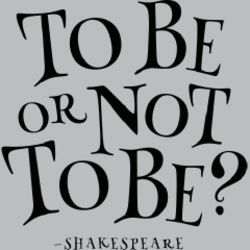 TO BE
OR NOT
TO BE?
–SHAKESPEARE